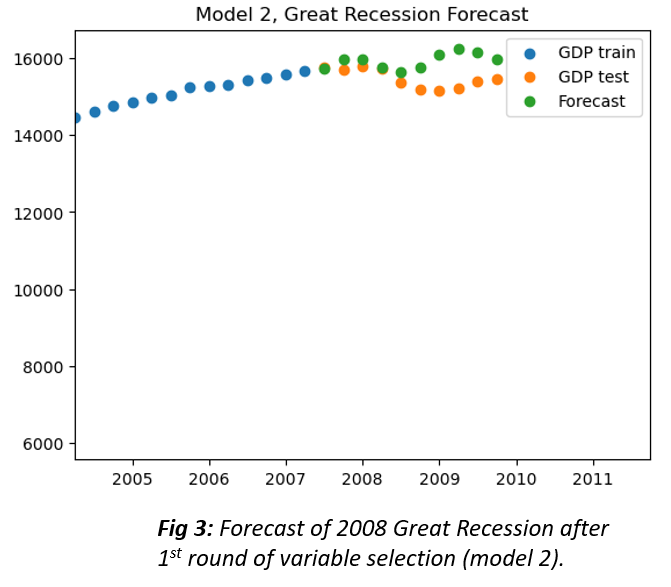 Model 2, Great Recession Forecast
16000
14000
12000
10000
8000
6000
GDP train
GDP test
Forecast
2005 2006 2007 2008 2009 2010 2011
Fig 3: Forecast of 2008 Great Recession after
1st round of variable selection (model 2).